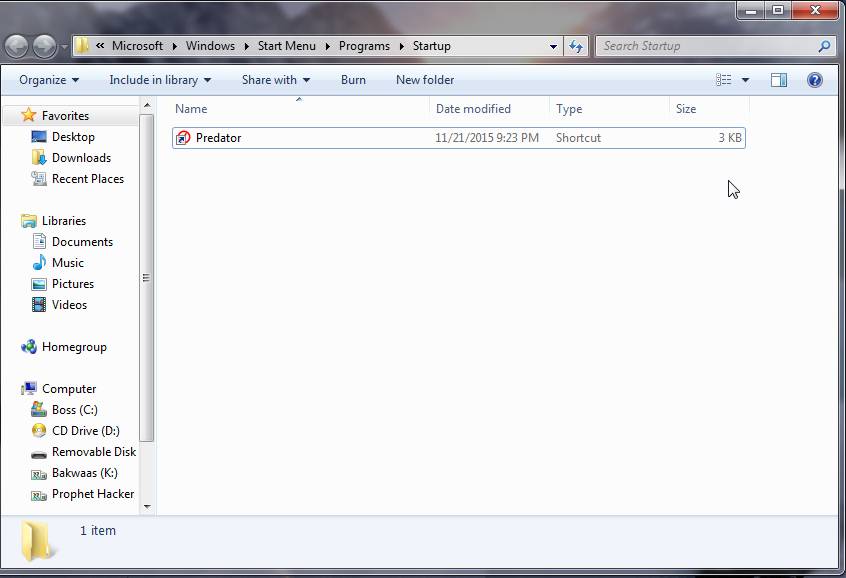 « Microsoft ▸ Windows ▸ Start Menu ▸ Programs ▸ Startup
Search Startup
Organize Include in library Share with Burn New folder
Name Date modified Type Size
Predator 11/21/2015 9:23 PM Shortcut 3 KB
Favorites
Desktop
Downloads
Recent Places
Libraries
Documents
Music
Pictures
Videos
Homegroup
Computer
Boss (C:)
CD Drive (D:)
Removable Disk
Bakwaas (K:)
Prophet Hacker
1 item